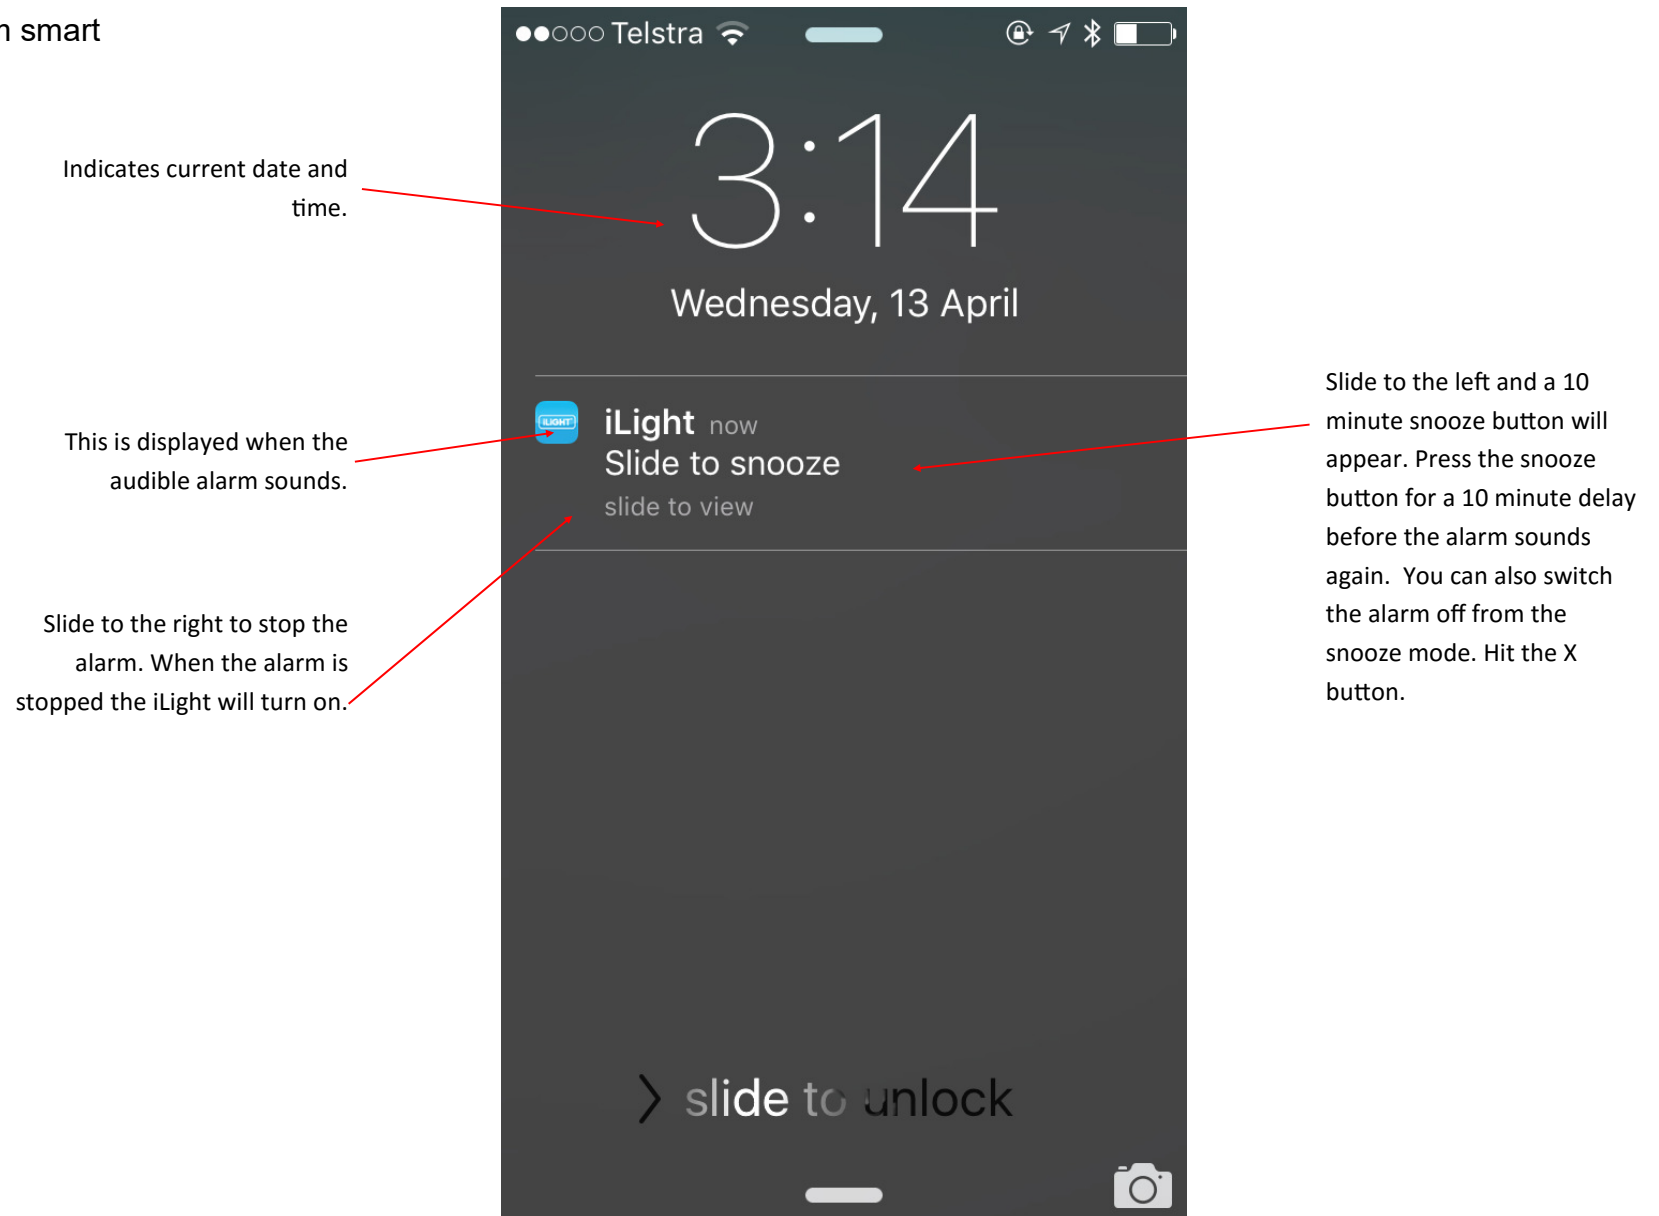 n smart
Telstra
3:14
Wednesday, 13 April
Indicates current date and
time.
iLIGHT
iLight now
Slide to snooze
slide to view
This is displayed when the
audible alarm sounds.
Slide to the right to stop the
alarm. When the alarm is
stopped the iLight will turn on.
Slide to the left and a 10
minute snooze button will
appear. Press the snooze
button for a 10 minute delay
before the alarm sounds
again.  You can also switch
the alarm off from the
snooze mode. Hit the X
button.
slide to unlock